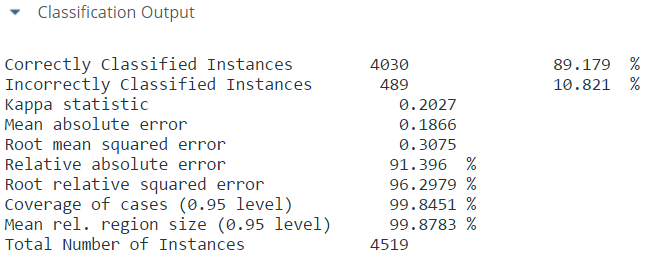 Classification Output
Correctly Classified Instances 4030 89.179 %
Incorrectly Classified Instances 489 10.821 %
Kappa statistic 0.2027
Mean absolute error 0.1866
Root mean squared error 0.3075
Relative absolute error 91.396 %
Root relative squared error 96.2979 %
Coverage of cases (0.95 level) 99.8451 %
Mean rel. region size (0.95 level) 99.8783 %
Total Number of Instances 4519